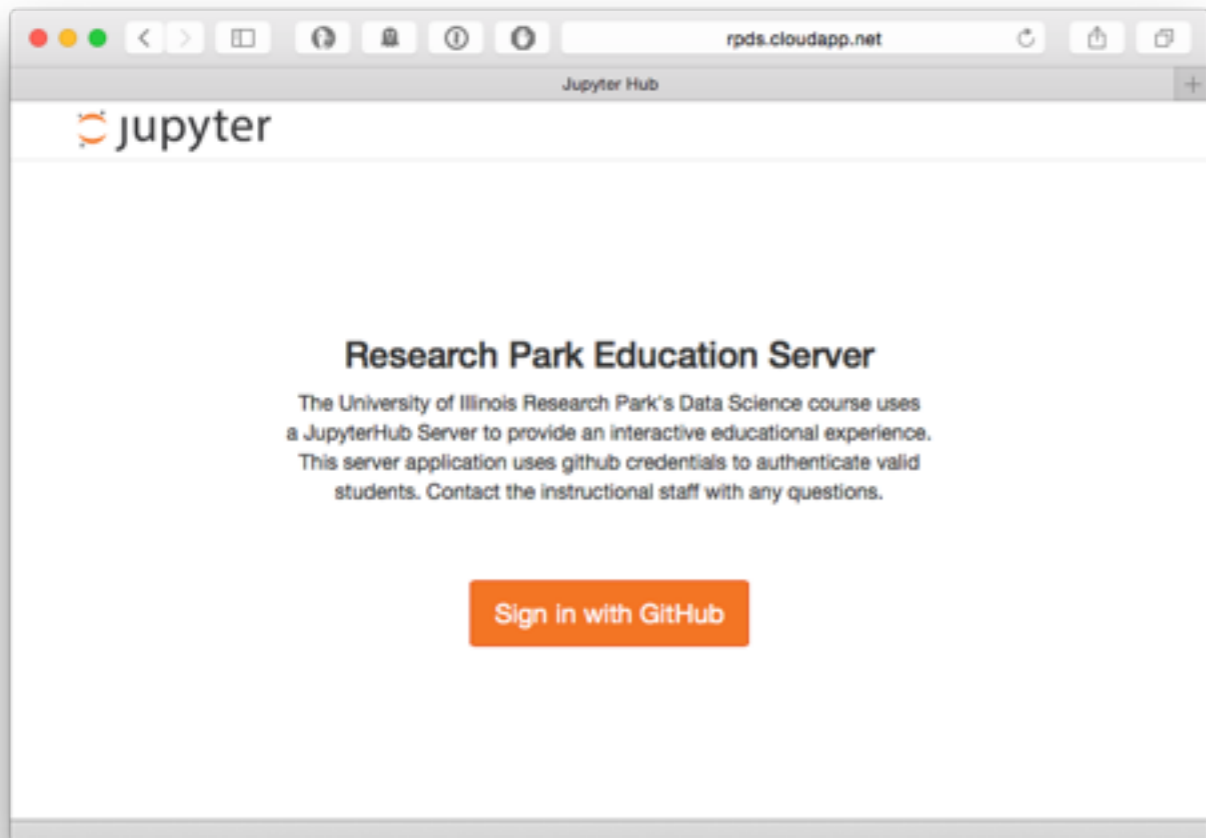 rpds.cloudapp.net
Jupyter Hub
jupyter
Research Park Education Server
The University of Illinois Research Park's Data Science course uses
a JupyterHub Server to provide an interactive educational experience.
This server application uses github credentials to authenticate valid
students. Contact the instructional staff with any questions.
Sign in with GitHub